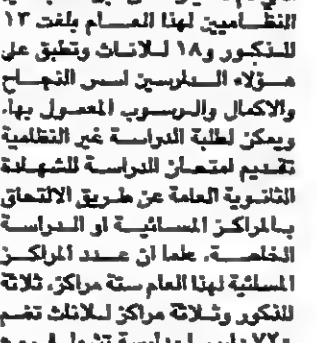 النظاميين لهذا العام بلغت ١٣
للذكور و١٨ للاناث وتطبق على
هؤلاء الدارسين اسس النجاح
والاكمال والرسوب المعمول بها.
ويمكن لطلبة الدراسة غير النظامية
تقديم امتحان الدراسة للشهادة
الثانوية العامة عن طريق الالتحاق
بالمراكز المسائية او الدراسة
الخاصة. علما ان عدد المراكز
المسائية لهذا العام ستة مراكز، ثلاثة
للذكور وثلاثة مراكز للاناث تضم